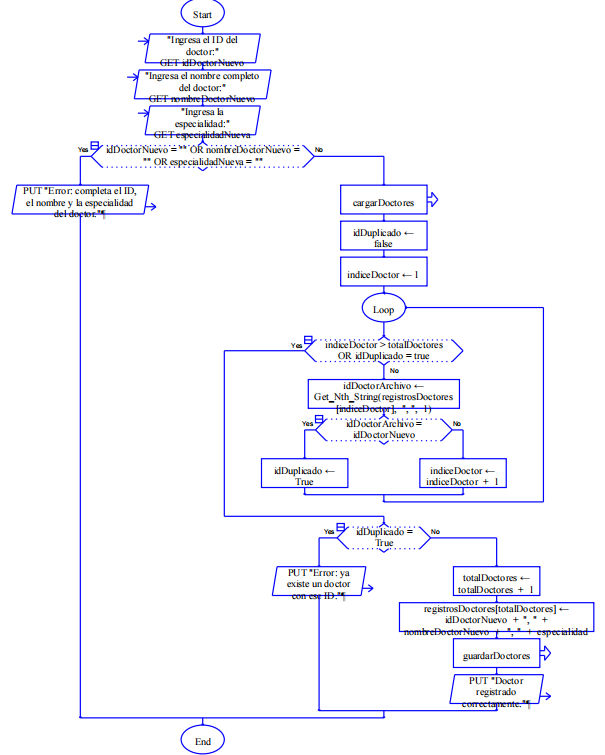 Start
"Ingresa el ID del
doctor:"
GET idDoctorNuevo
"Ingresa el nombre completo
del doctor:"
GET nombreDoctorNuevo
"Ingresa la
especialidad:"
GET especialidadNueva
Yes
idDoctorNuevo = "" OR nombreDoctorNuevo =
"" OR especialidadNueva = ""
No
PUT "Error: completa el ID,
el nombre y la especialidad
del doctor."¶
cargarDoctores
idDuplicado ←
false
indiceDoctor ← 1
Loop
Yes
indiceDoctor > totalDoctores
OR idDuplicado = true
No
idDoctorArchivo ←
Get_Nth_String(registrosDoctores
[indiceDoctor], ",", 1)
Yes
idDoctorArchivo =
idDoctorNuevo
No
idDuplicado ←
True
indiceDoctor ←
indiceDoctor + 1
Yes
idDuplicado =
True
No
PUT "Error: ya
existe un doctor
con ese ID."¶
totalDoctores ←
totalDoctores + 1
registrosDoctores[totalDoctores] ←
idDoctorNuevo + "," +
nombreDoctorNuevo + "," + especialidad
guardarDoctores
PUT "Doctor
registrado
correctamente."¶
End